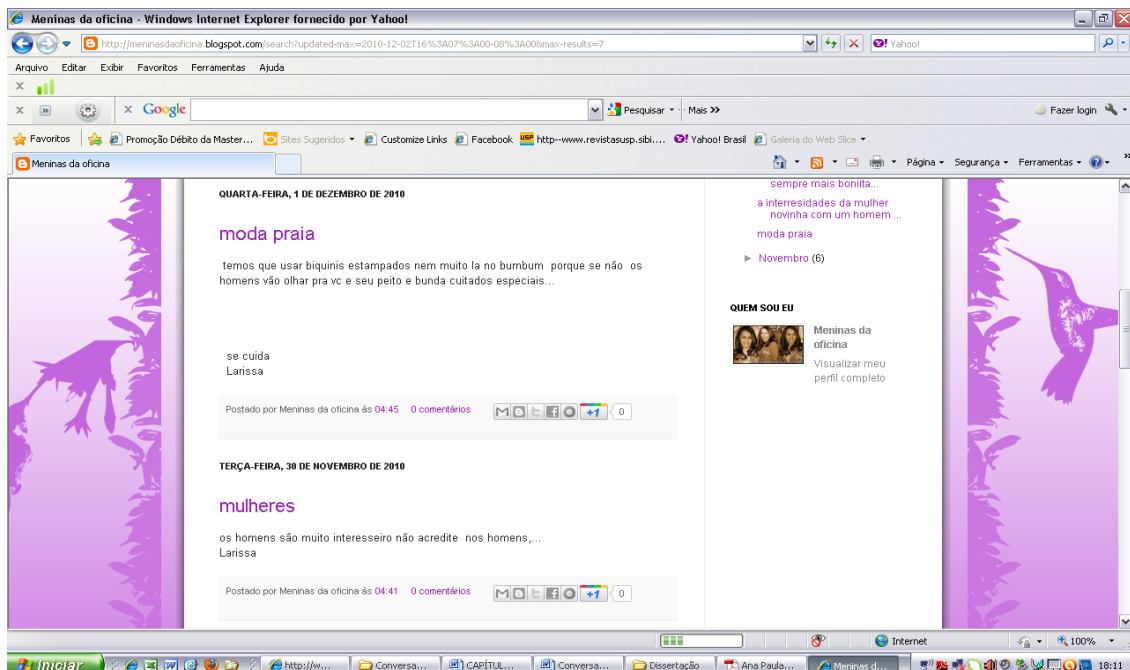 Meninas da oficina - Windows Internet Explorer fornecido por Yahoo!
http://meninasdaoficina.blogspot.com/search?updated-max=2010-12-02T16%3A07%3A00-08%3A00&max-results=7
Yahoo!
Arquivo Editar Exibir Favoritos Ferramentas Ajuda
Google
Pesquisar
Mais >>
Fazer login
Favoritos
Promoção Débito da Master...
Sites Sugeridos
Customize Links
Facebook
USP
http--www.revistasusp.sibi....
Yahoo! Brasil
Galeria do Web Slice
Meninas da oficina
Página
Segurança
Ferramentas
QUARTA-FEIRA, 1 DE DEZEMBRO DE 2010
moda praia
temos que usar biquinis estampados nem muito la no bumbum porque se não os
homens vão olhar pra vc e seu peito e bunda cuitados especiais...
se cuida
Larissa
Postado por Meninas da oficina às 04:45 0 comentários
+1 0
TERÇA-FEIRA, 30 DE NOVEMBRO DE 2010
mulheres
os homens são muito interesseiro não acredite nos homens,...
Larissa
Postado por Meninas da oficina às 04:41 0 comentários
+1 0
sempre mais boniita...
a interresidades da mulher
novinha com um homem ...
moda praia
► Novembro (6)
QUEM SOU EU
Meninas da
oficina
Visualizar meu
perfil completo
Internet
100%
Iniciar
http://w...
Conversa...
CAPÍTUL...
Conversa...
Dissertação
Ana Paula...
Meninas d...
18:11